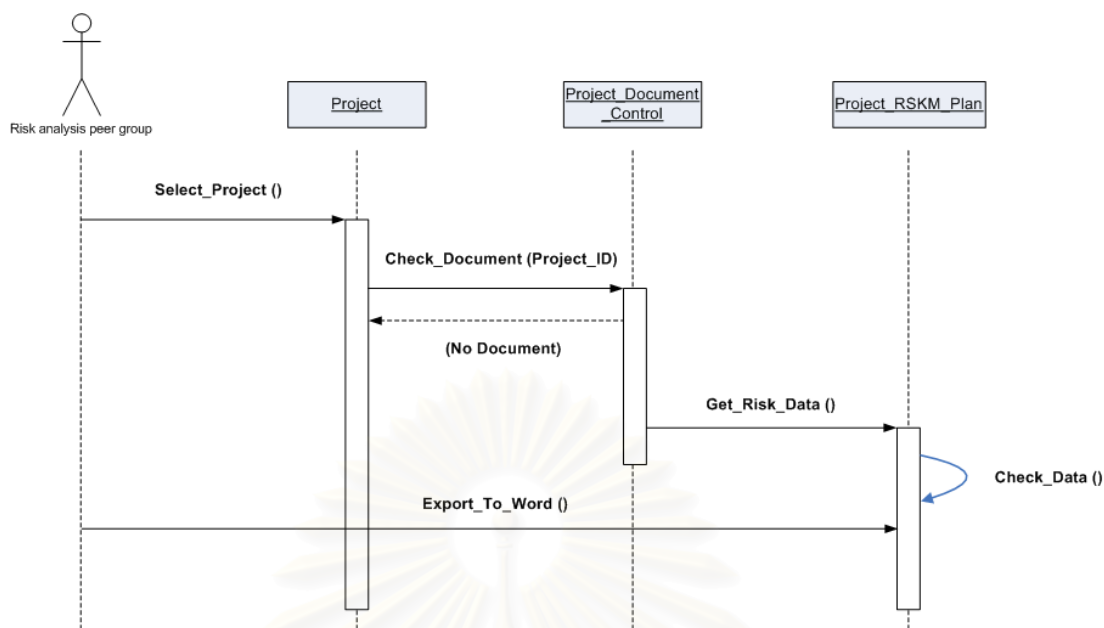 Risk analysis peer group
Project
Project_Document
_Control
Project_RSKM_Plan
Select_Project ()
Check_Document (Project_ID)
(No Document)
Get_Risk_Data ()
Check_Data ()
Export_To_Word ()